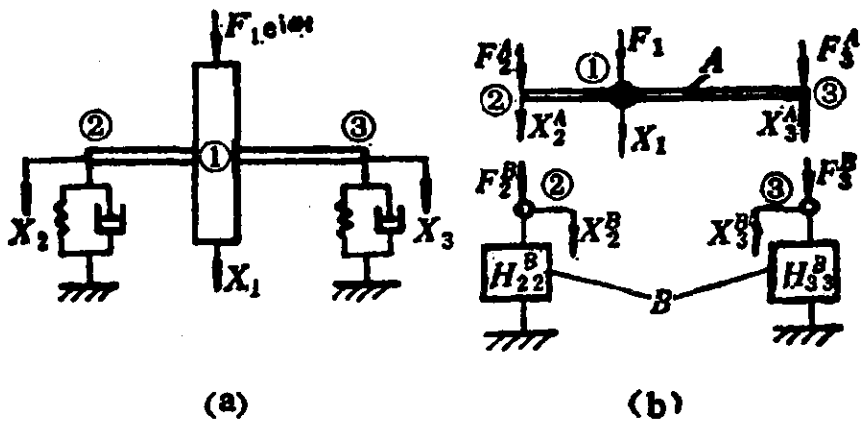 F₁eⁱωᵗ
②
①
③
X₂
X₃
X₁
(a)
F₂ᴬ
F₁
A
F₃ᴬ
①
②
③
X₂ᴬ
X₁
X₃ᴬ
F₂ᴮ
②
③
F₃ᴮ
X₂ᴮ
X₃ᴮ
H₂₂ᴮ
B
H₃₃ᴮ
(b)